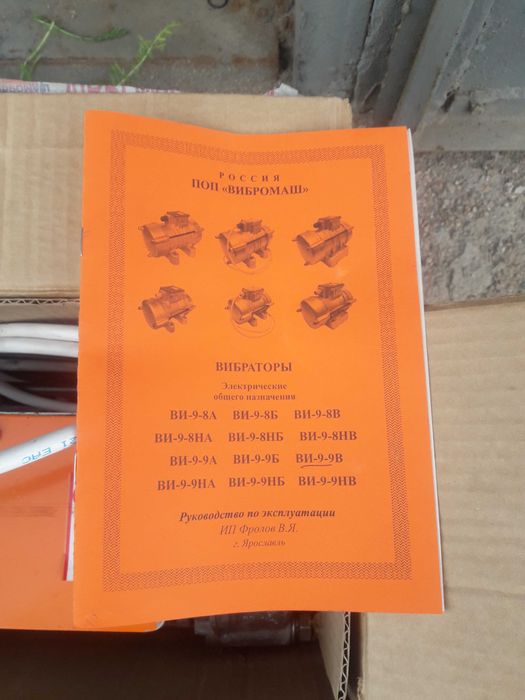 РОССИЯ
ПОП «ВИБРОМАШ»
ВИБРАТОРЫ
Электрические
общего назначения
ВИ-9-8А ВИ-9-8Б ВИ-9-8В
ВИ-9-8НА ВИ-9-8НБ ВИ-9-8НВ
ВИ-9-9А ВИ-9-9Б ВИ-9-9В
ВИ-9-9НА ВИ-9-9НБ ВИ-9-9НВ
Руководство по эксплуатации
ИП Фролов В.Я.
г. Ярославль
EAC